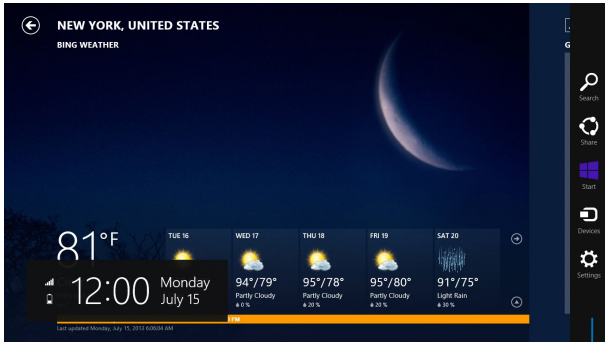 NEW YORK, UNITED STATES
BING WEATHER
G
Search
Share
Start
Devices
Settings
81°F
TUE 16
WED 17
THU 18
FRI 19
SAT 20
94°/79°
95°/78°
95°/80°
91°/75°
Partly Cloudy
Partly Cloudy
Partly Cloudy
Light Rain
0 %
20 %
20 %
30 %
12:00
Monday
July 15
PM
Last updated Monday, July 15, 2013 6:06:04 AM